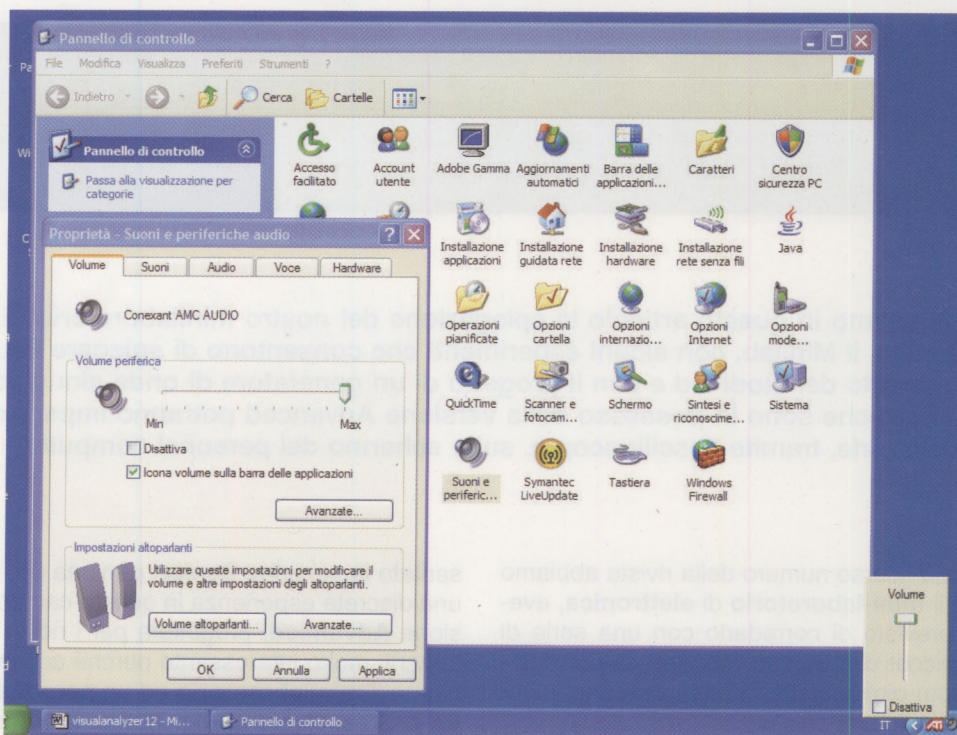 Pannello di controllo
File Modifica Visualizza Preferiti Strumenti ?
Indietro Cerca Cartelle
Pannello di controllo
Passa alla visualizzazione per
categorie
Accesso
facilitato
Account
utente
Adobe Gamma
Aggiornamenti
automatici
Barra delle
applicazioni...
Caratteri
Centro
sicurezza PC
Installazione
applicazioni
Installazione
guidata rete
Installazione
hardware
Installazione
rete senza fili
Java
Operazioni
pianificate
Opzioni
cartella
Opzioni
internazio...
Opzioni
Internet
Opzioni
mode...
QuickTime
Scanner e
fotocam...
Schermo
Sintesi e
riconoscime...
Sistema
Suoni e
periferic...
Symantec
LiveUpdate
Tastiera
Windows
Firewall
Proprietà - Suoni e periferiche audio
Volume Suoni Audio Voce Hardware
Conexant AMC AUDIO
Volume periferica
Min Max
Disattiva
Icona volume sulla barra delle applicazioni
Avanzate...
Impostazioni altoparlanti
Utilizzare queste impostazioni per modificare il
volume e altre impostazioni degli altoparlanti.
Volume altoparlanti... Avanzate...
OK Annulla Applica
Volume
Disattiva
visualanalyzer 12 - Mi... Pannello di controllo IT ATI